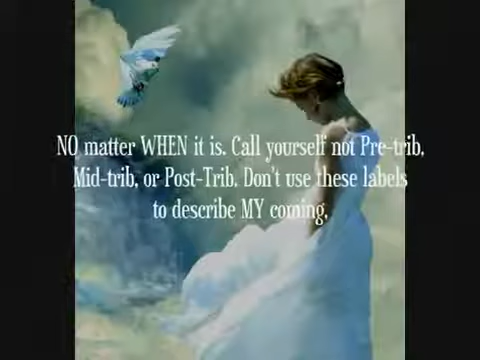 NO matter WHEN it is. Call yourself not Pre-trib,
Mid-trib, or Post-Trib. Don't use these labels
to describe MY coming,